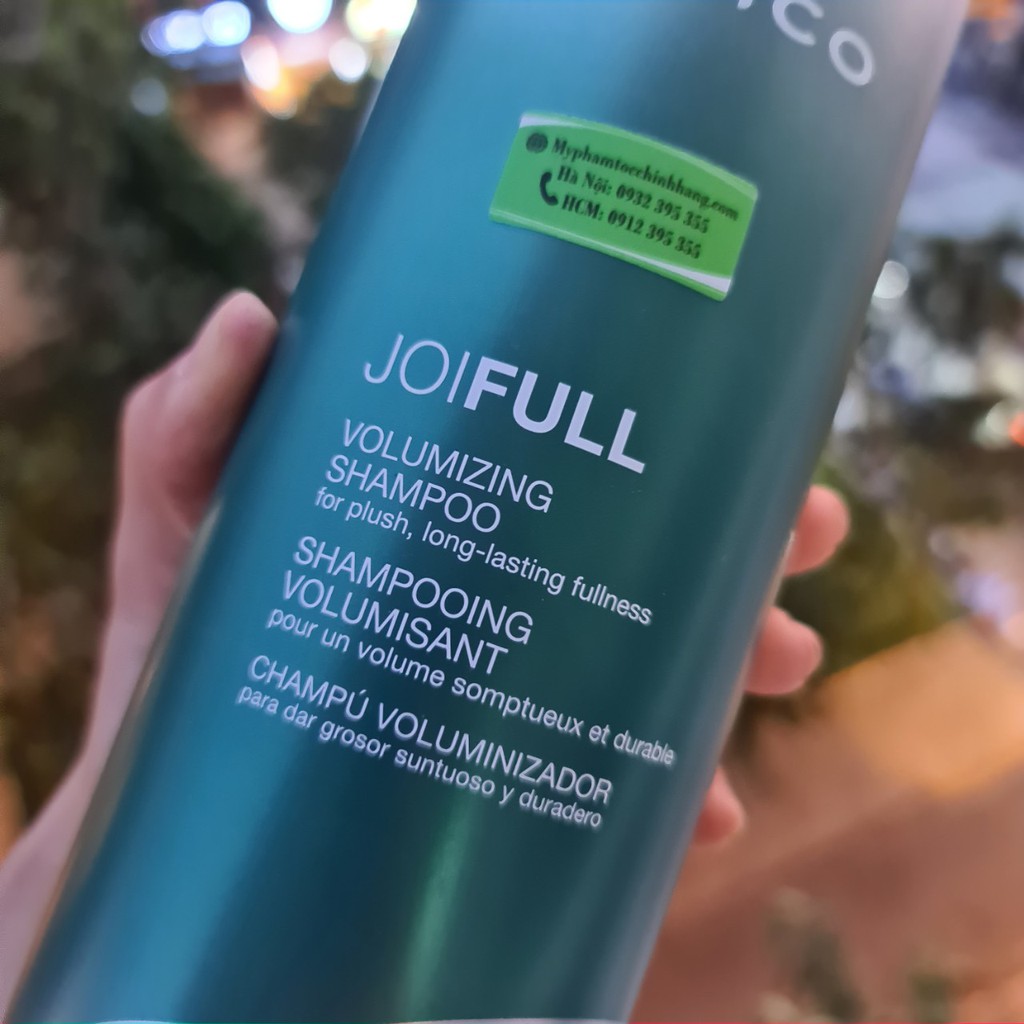 ICO
Myphamtocchinhhang.com
Hà Nội: 0932 395 355
HCM: 0912 395 355
JOIFULL
VOLUMIZING
SHAMPOO
for plush, long-lasting fullness
SHAMPOOING
VOLUMISANT
pour un volume somptueux et durable
CHAMPÚ VOLUMINIZADOR
para dar grosor suntuoso y duradero